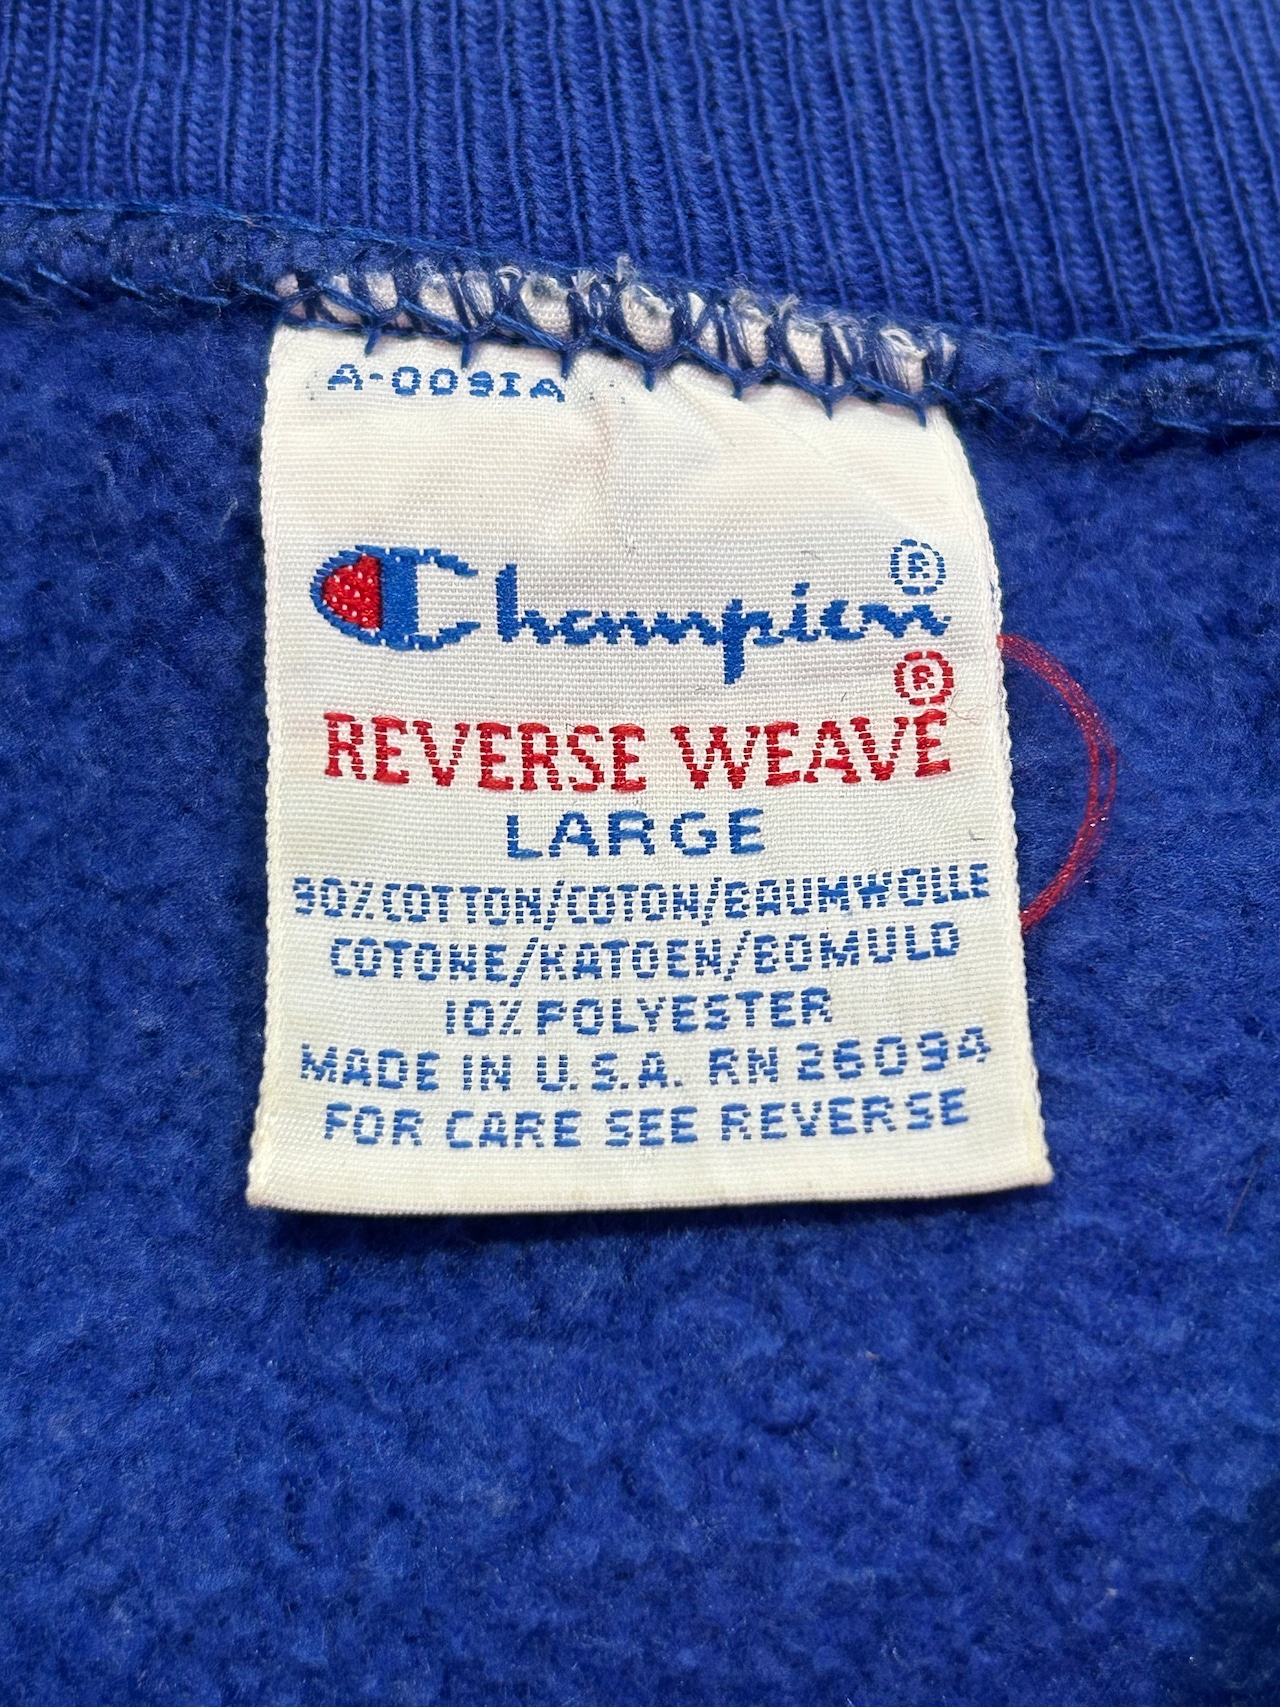 A-0091A
Champion®
REVERSE WEAVE®
LARGE
90% COTTON/COTON/BAUMWOLLE
COTONE/KATOEN/BOMULD
10% POLYESTER
MADE IN U.S.A. RN 26094
FOR CARE SEE REVERSE